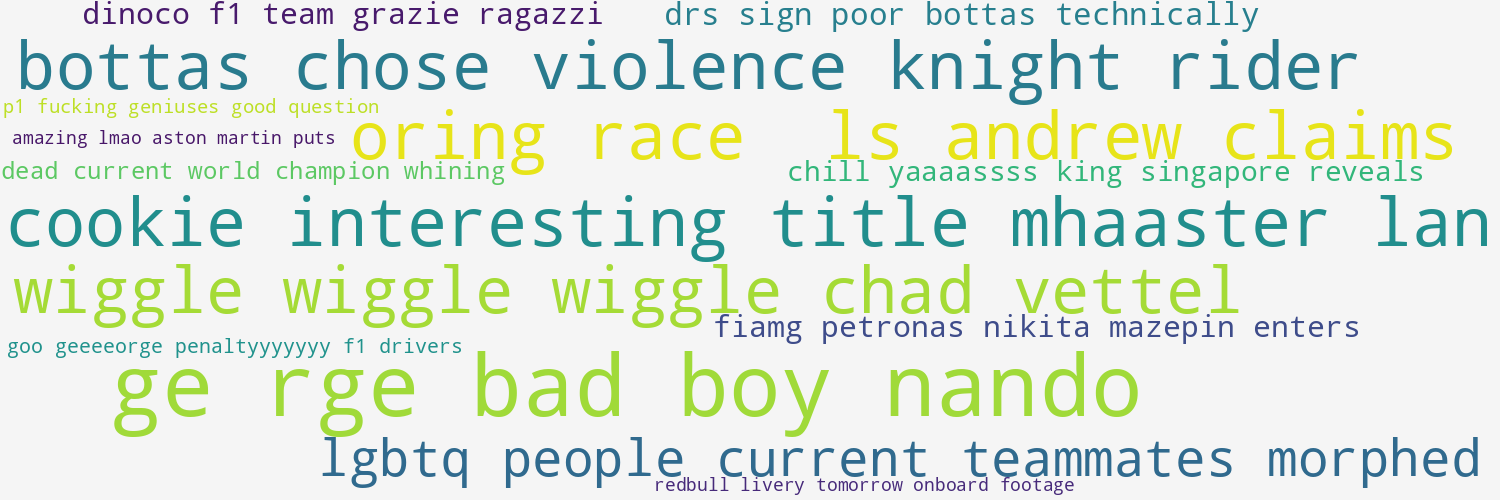 dinoco f1 team grazie ragazzi
drs sign poor bottas technically
bottas chose violence knight rider
p1 fucking geniuses good question
oring race ls andrew claims
amazing lmao aston martin puts
dead current world champion whining
chill yaaaassss king singapore reveals
cookie interesting title mhaaster lan
wiggle wiggle wiggle chad vettel
fiamg petronas nikita mazepin enters
goo geeeeorge penaltyyyyyyy f1 drivers
ge rge bad boy nando
lgbtq people current teammates morphed
redbull livery tomorrow onboard footage